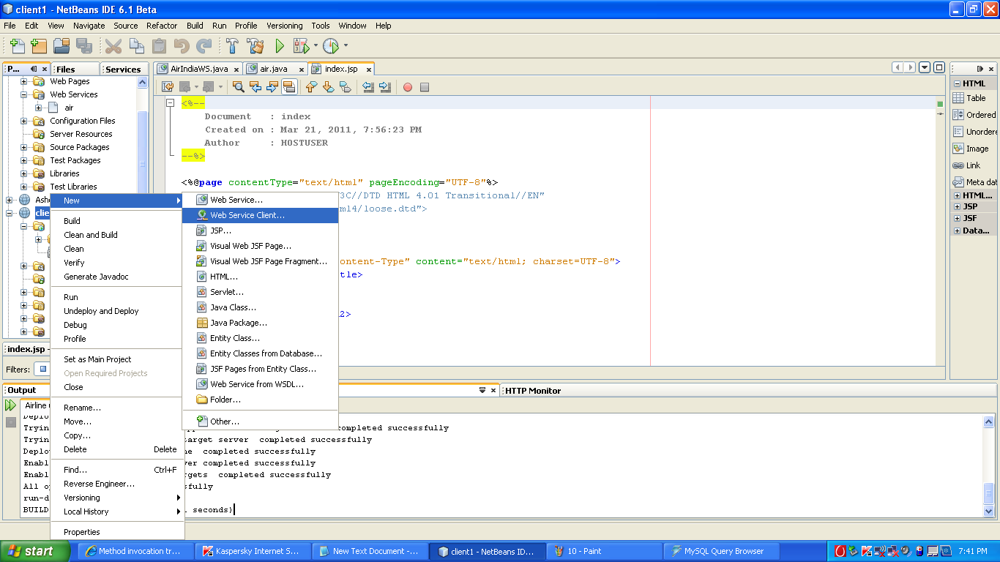 client1 - NetBeans IDE 6.1 Beta
File Edit View Navigate Source Refactor Build Run Profile Versioning Tools Window Help
P... Files Services
Web Pages
Web Services
air
Configuration Files
Server Resources
Source Packages
Test Packages
Libraries
Test Libraries
Ash
clie
AirIndiaWS.java air.java index.jsp
<%--
Document : index
Created on : Mar 21, 2011, 7:56:23 PM
Author : HOSTUSER
--%>
<%@page contentType="text/html" pageEncoding="UTF-8"%>
3C//DTD HTML 4.01 Transitional//EN"
ml4/loose.dtd">
ontent-Type" content="text/html; charset=UTF-8">
tle>
h2>
New
Build
Clean and Build
Clean
Verify
Generate Javadoc
Run
Undeploy and Deploy
Debug
Profile
Set as Main Project
Open Required Projects
Close
Rename...
Move...
Copy...
Delete Delete
Find... Ctrl+F
Reverse Engineer...
Versioning
Local History
Properties
Web Service...
Web Service Client...
JSP...
Visual Web JSF Page...
Visual Web JSF Page Fragment...
HTML...
Servlet...
Java Class...
Java Package...
Entity Class...
Entity Classes from Database...
JSF Pages from Entity Class...
Web Service from WSDL...
Folder...
Other...
HTML
Table
Ordered
Unordere
Image
Link
Meta dat
HTML...
JSP
JSF
Data...
index.jsp -
Filters:
Output
HTTP Monitor
Airline
Deplo
Tryin completed successfully
Tryin target server completed successfully
Deplo ne completed successfully
Enabl ver completed successfully
Enabl rgets completed successfully
All o sfully
run-d
BUILD seconds)
start
Method invocation tr...
Kaspersky Internet S...
New Text Document -...
client1 - NetBeans ID...
10 - Paint
MySQL Query Browser
7:41 PM